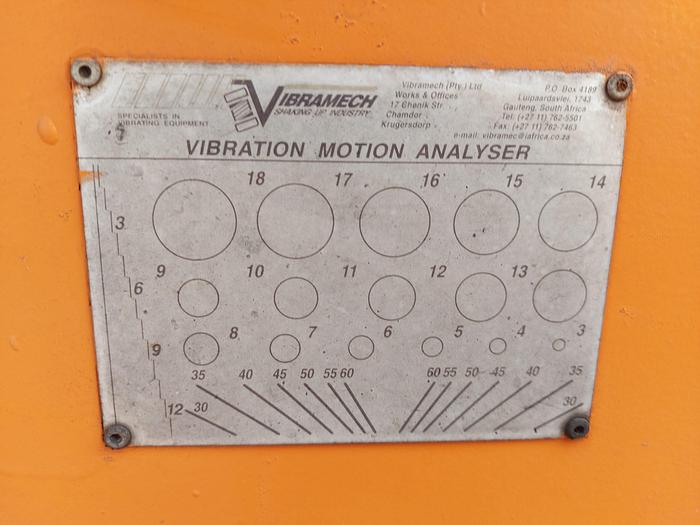 VIBRAMECH
SHAKING UP INDUSTRY
SPECIALISTS IN
VIBRATING EQUIPMENT
Vibramech (Pty.) Ltd
Works & Offices
17 Chenik Str
Chamdor
Krugersdorp
P.O. Box 4189
Luipaardsvlei, 1743
Gauteng, South Africa
Tel: (+27 11) 762-5501
Fax: (+27 11) 762-7463
e-mail: vibramec@iafrica.co.za
VIBRATION MOTION ANALYSER
18 17 16 15 14
3
9 10 11 12 13
6
8 7 6 5 4 3
9
35 40 45 50 55 60 60 55 50 45 40 35
12 30 30